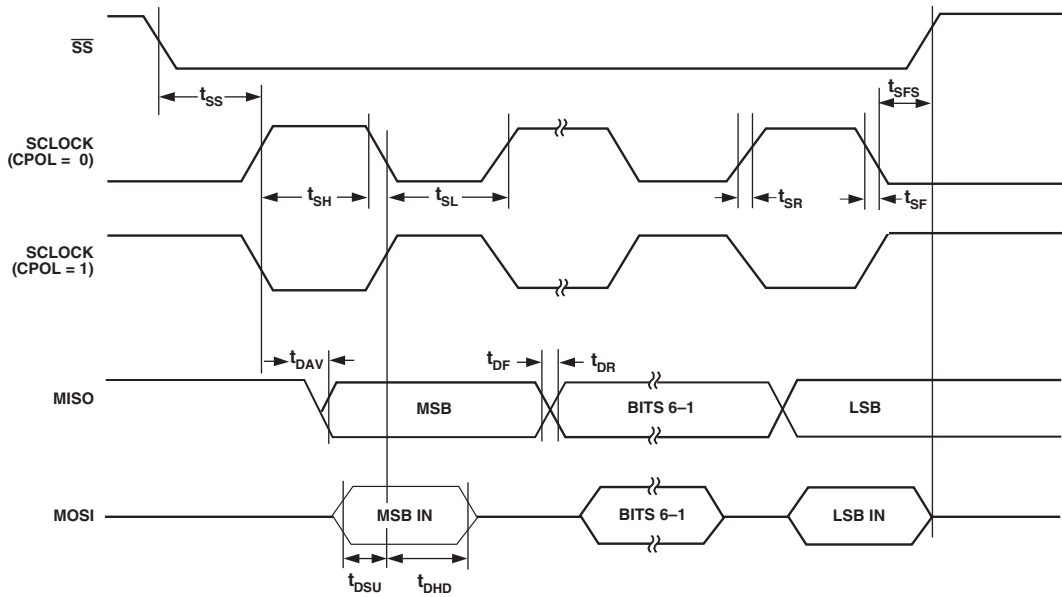 SS
tSS
tSFS
SCLOCK
(CPOL = 0)
tSH
tSL
tSR
tSF
SCLOCK
(CPOL = 1)
tDAV
tDF
tDR
MISO
MSB
BITS 6–1
LSB
MOSI
MSB IN
BITS 6–1
LSB IN
tDSU
tDHD